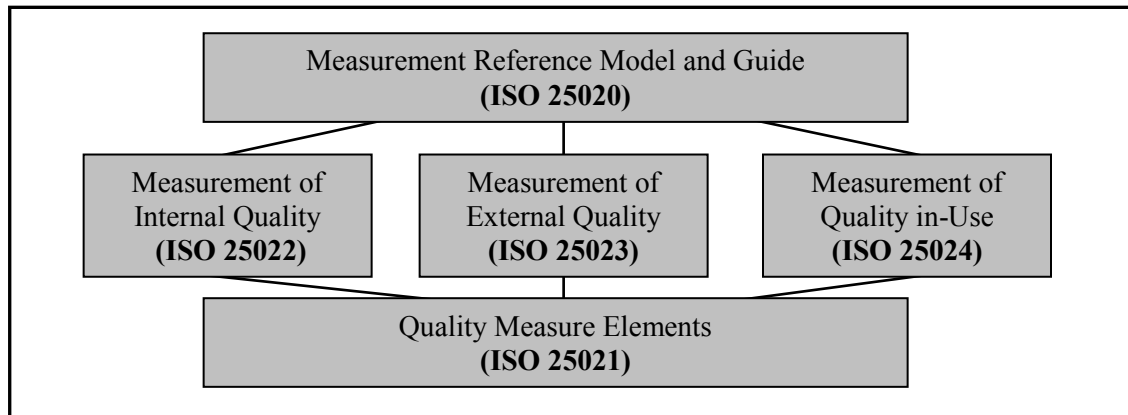 Measurement Reference Model and Guide
(ISO 25020)
Measurement of
Internal Quality
(ISO 25022)
Measurement of
External Quality
(ISO 25023)
Measurement of
Quality in-Use
(ISO 25024)
Quality Measure Elements
(ISO 25021)